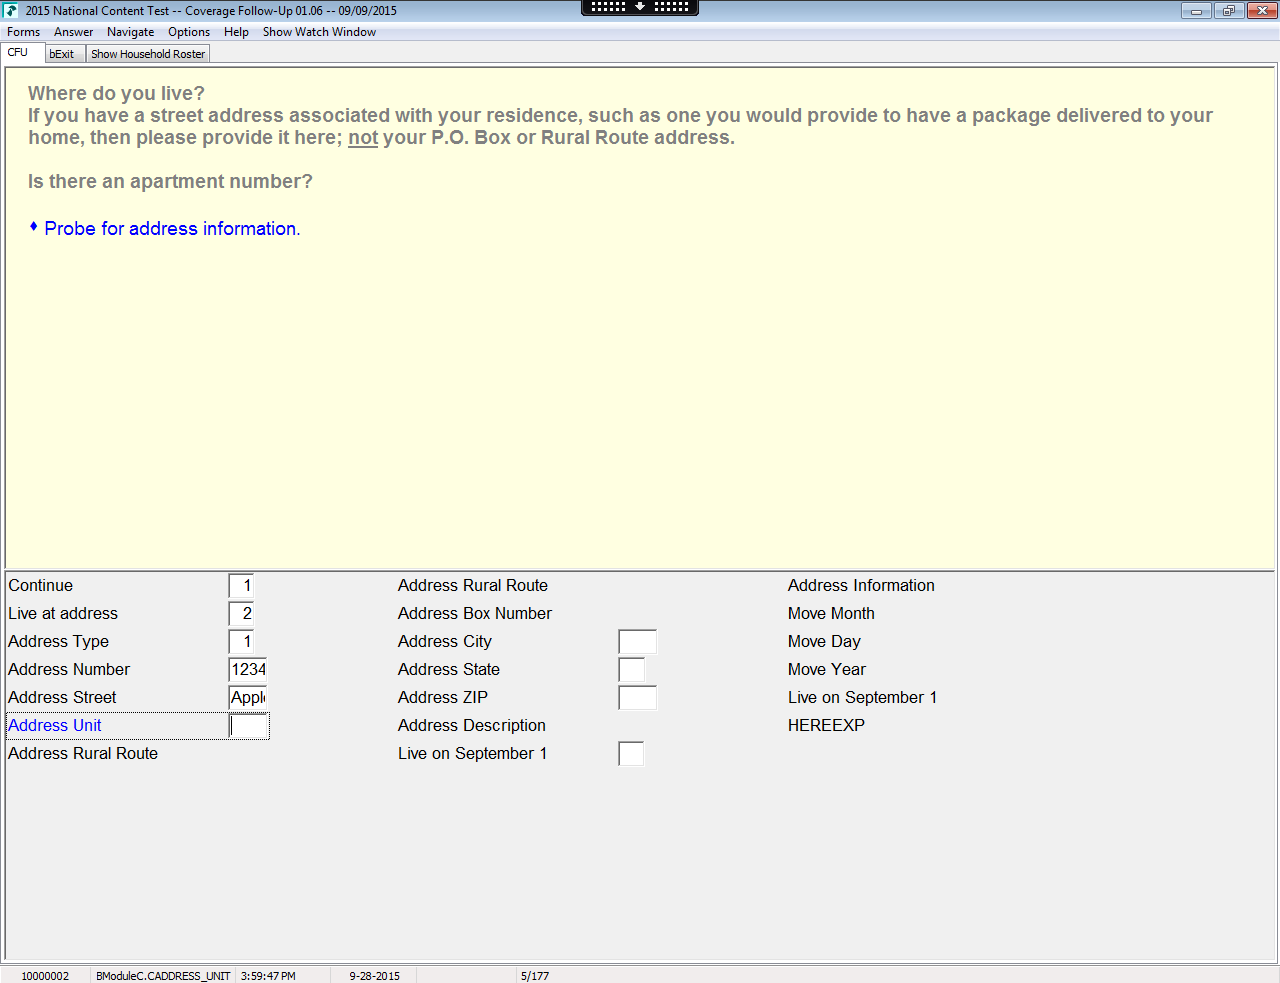 2015 National Content Test -- Coverage Follow-Up 01.06 -- 09/09/2015
Forms Answer Navigate Options Help Show Watch Window
CFU bExit Show Household Roster
Where do you live?
If you have a street address associated with your residence, such as one you would provide to have a package delivered to your
home, then please provide it here; not your P.O. Box or Rural Route address.
Is there an apartment number?
♦ Probe for address information.
Continue 1 Address Rural Route Address Information
Live at address 2 Address Box Number Move Month
Address Type 1 Address City Move Day
Address Number 1234 Address State Move Year
Address Street Appl Address ZIP Live on September 1
Address Unit Address Description HEREEXP
Address Rural Route Live on September 1
10000002 BModuleC.CADDRESS_UNIT 3:59:47 PM 9-28-2015 5/177